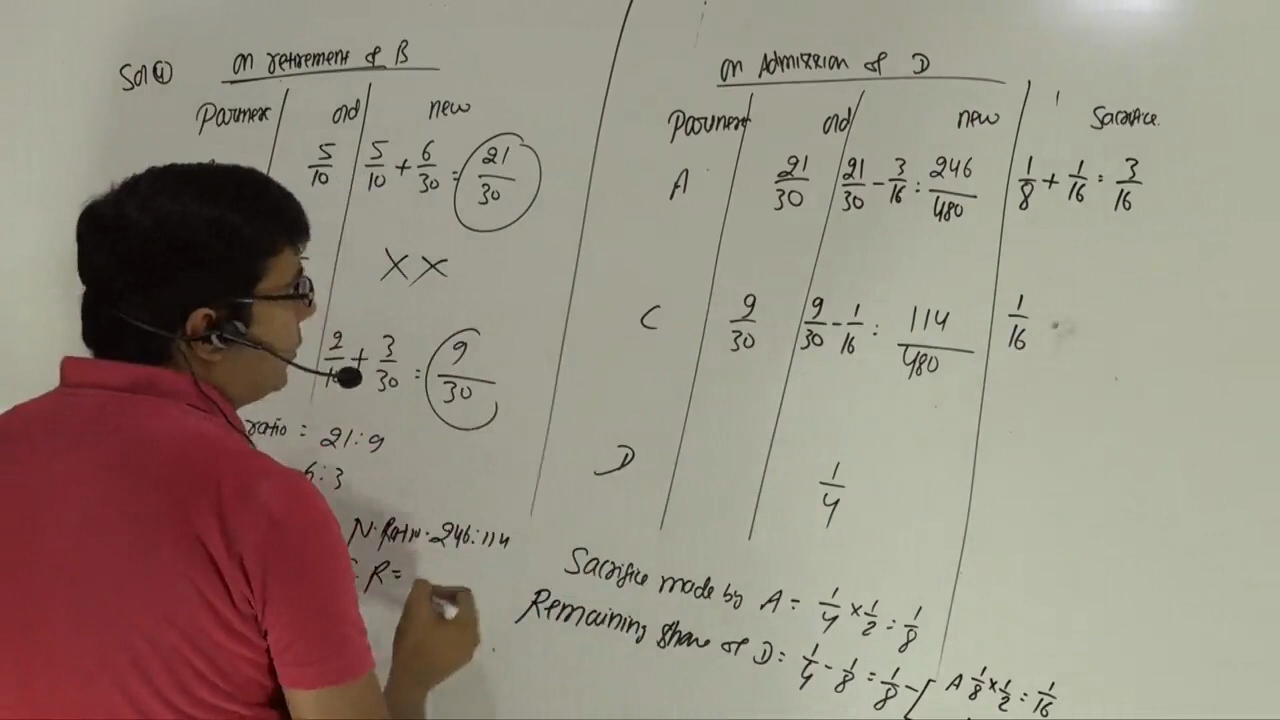 Sol④ on retirement of B
Partner old new
5/10 5/10 + 6/30 = 21/30
XX
2/10 + 3/30 = 9/30
ratio = 21:9
6:3
N. Ratio. 246:114
R =
on Admission of D
Partner old new Sacrifice
A 21/30 21/30 - 3/16 : 246/480 1/8 + 1/16 = 3/16
C 9/30 9/30 - 1/16 : 114/480 1/16
D 1/4
Sacrifice made by A = 1/4 × 1/2 = 1/8
Remaining share of D = 1/4 - 1/8 = 1/8 - [ A 1/8 × 1/2 = 1/16